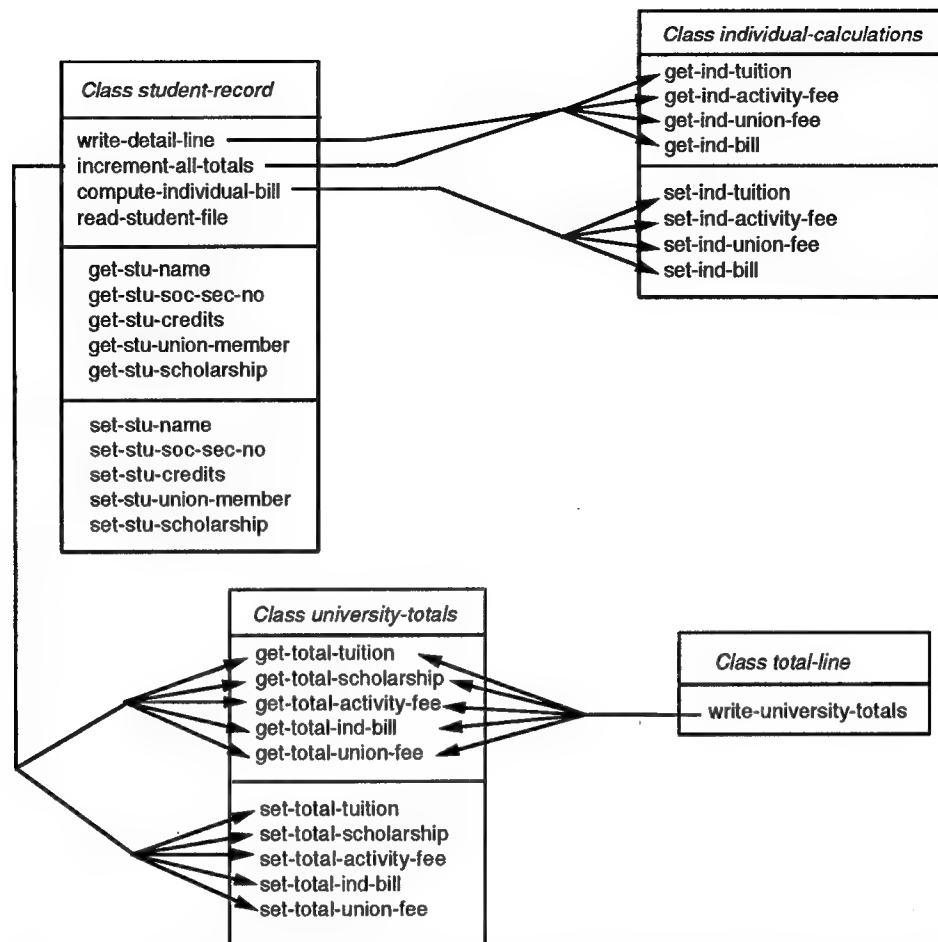 Class student-record
write-detail-line
increment-all-totals
compute-individual-bill
read-student-file
get-stu-name
get-stu-soc-sec-no
get-stu-credits
get-stu-union-member
get-stu-scholarship
set-stu-name
set-stu-soc-sec-no
set-stu-credits
set-stu-union-member
set-stu-scholarship
Class individual-calculations
get-ind-tuition
get-ind-activity-fee
get-ind-union-fee
get-ind-bill
set-ind-tuition
set-ind-activity-fee
set-ind-union-fee
set-ind-bill
Class university-totals
get-total-tuition
get-total-scholarship
get-total-activity-fee
get-total-ind-bill
get-total-union-fee
set-total-tuition
set-total-scholarship
set-total-activity-fee
set-total-ind-bill
set-total-union-fee
Class total-line
write-university-totals